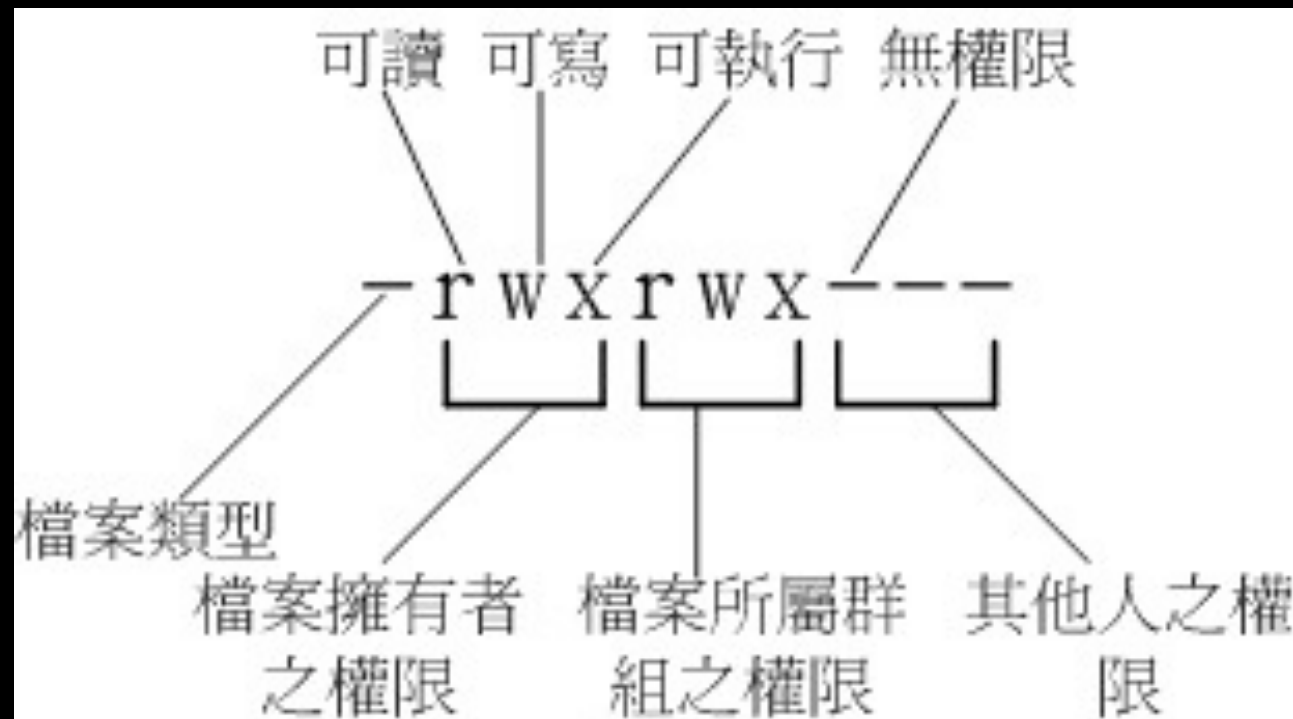 可讀 可寫 可執行 無權限
-rwxrwx---
檔案類型
檔案擁有者
之權限
檔案所屬群
組之權限
其他人之權
限